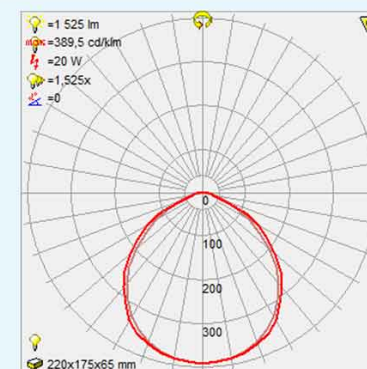 =1 525 lm
max =389,5 cd/klm
=20 W
=1,525x
=0
0
100
200
300
220x175x65 mm